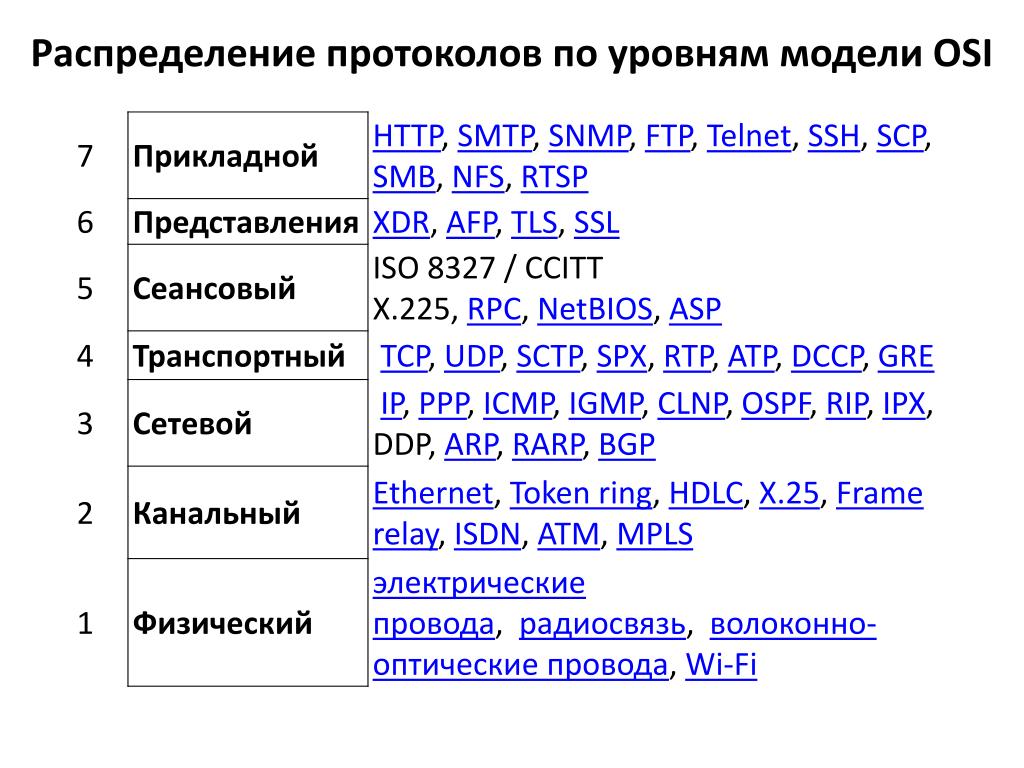 Распределение протоколов по уровням модели OSI
7 Прикладной HTTP, SMTP, SNMP, FTP, Telnet, SSH, SCP,
SMB, NFS, RTSP
6 Представления XDR, AFP, TLS, SSL
5 Сеансовый ISO 8327 / CCITT
X.225, RPC, NetBIOS, ASP
4 Транспортный TCP, UDP, SCTP, SPX, RTP, ATP, DCCP, GRE
3 Сетевой IP, PPP, ICMP, IGMP, CLNP, OSPF, RIP, IPX,
DDP, ARP, RARP, BGP
2 Канальный Ethernet, Token ring, HDLC, X.25, Frame
relay, ISDN, ATM, MPLS
1 Физический электрические
провода, радиосвязь, волоконно-
оптические провода, Wi-Fi